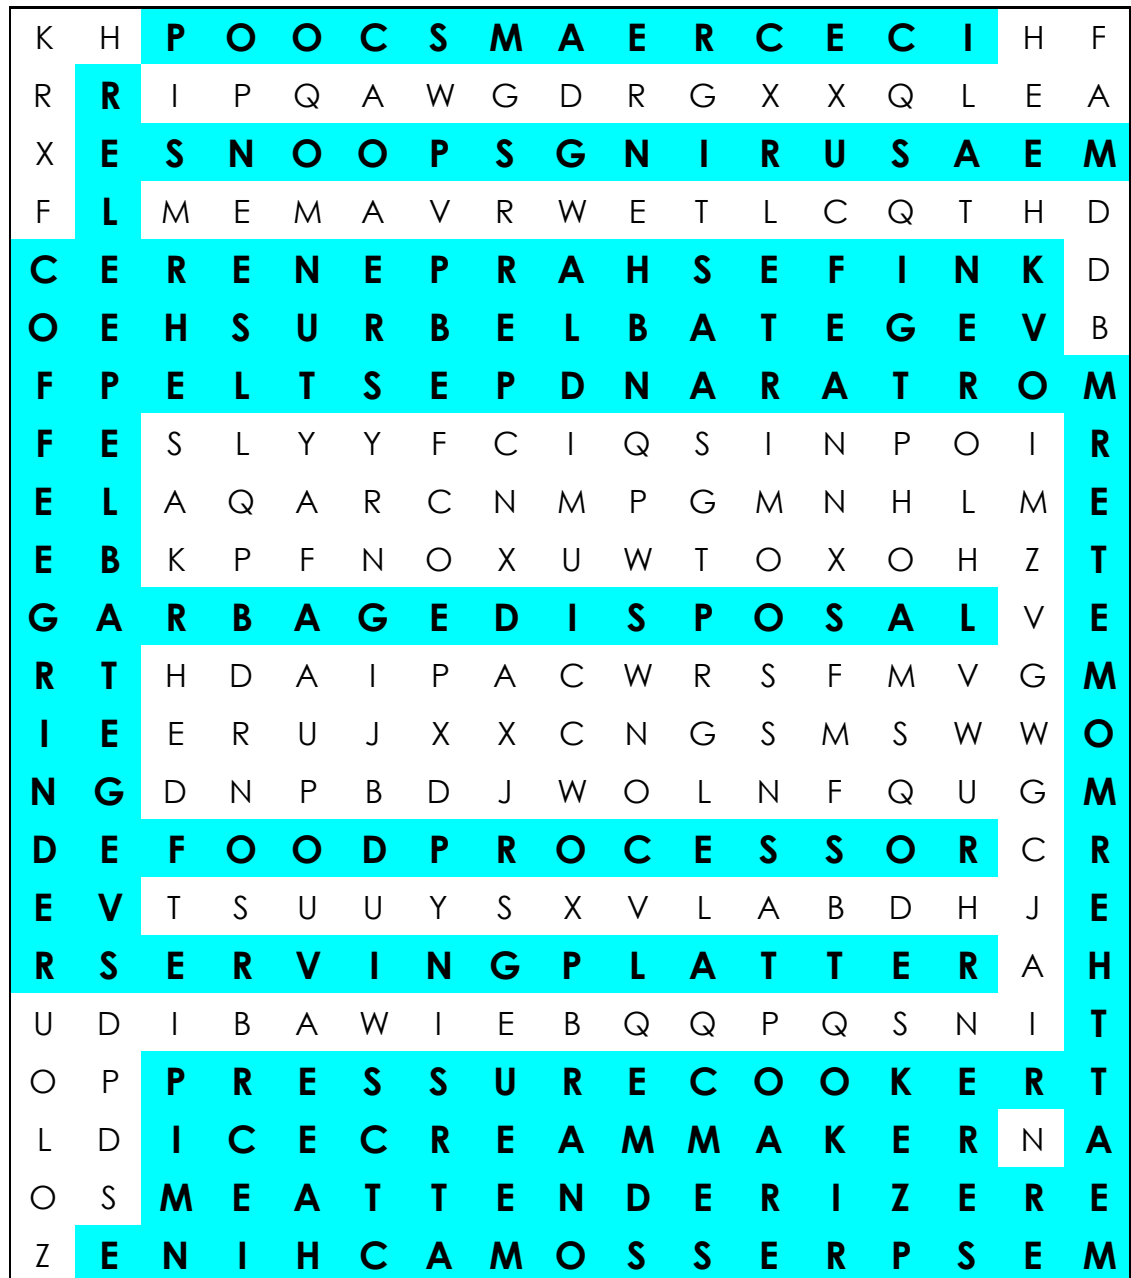 K H P O O C S M A E R C E C I H F
R R I P Q A W G D R G X X Q L E A
X E S N O O P S G N I R U S A E M
F L M E M A V R W E T L C Q T H D
C E R E N E P R A H S E F I N K D
O E H S U R B E L B A T E G E V B
F P E L T S E P D N A R A T R O M
F E S L Y Y F C I Q S I N P O I R
E L A Q A R C N M P G M N H L M E
E B K P F N O X U W T O X O H Z T
G A R B A G E D I S P O S A L V E
R T H D A I P A C W R S F M V G M
I E E R U J X X C N G S M S W W O
N G D N P B D J W O L N F Q U G M
D E F O O D P R O C E S S O R C R
E V T S U U Y S X V L A B D H J E
R S E R V I N G P L A T T E R A H
U D I B A W I E B Q Q P Q S N I T
O P P R E S S U R E C O O K E R T
L D I C E C R E A M M A K E R N A
O S M E A T T E N D E R I Z E R E
Z E N I H C A M O S S E R P S E M